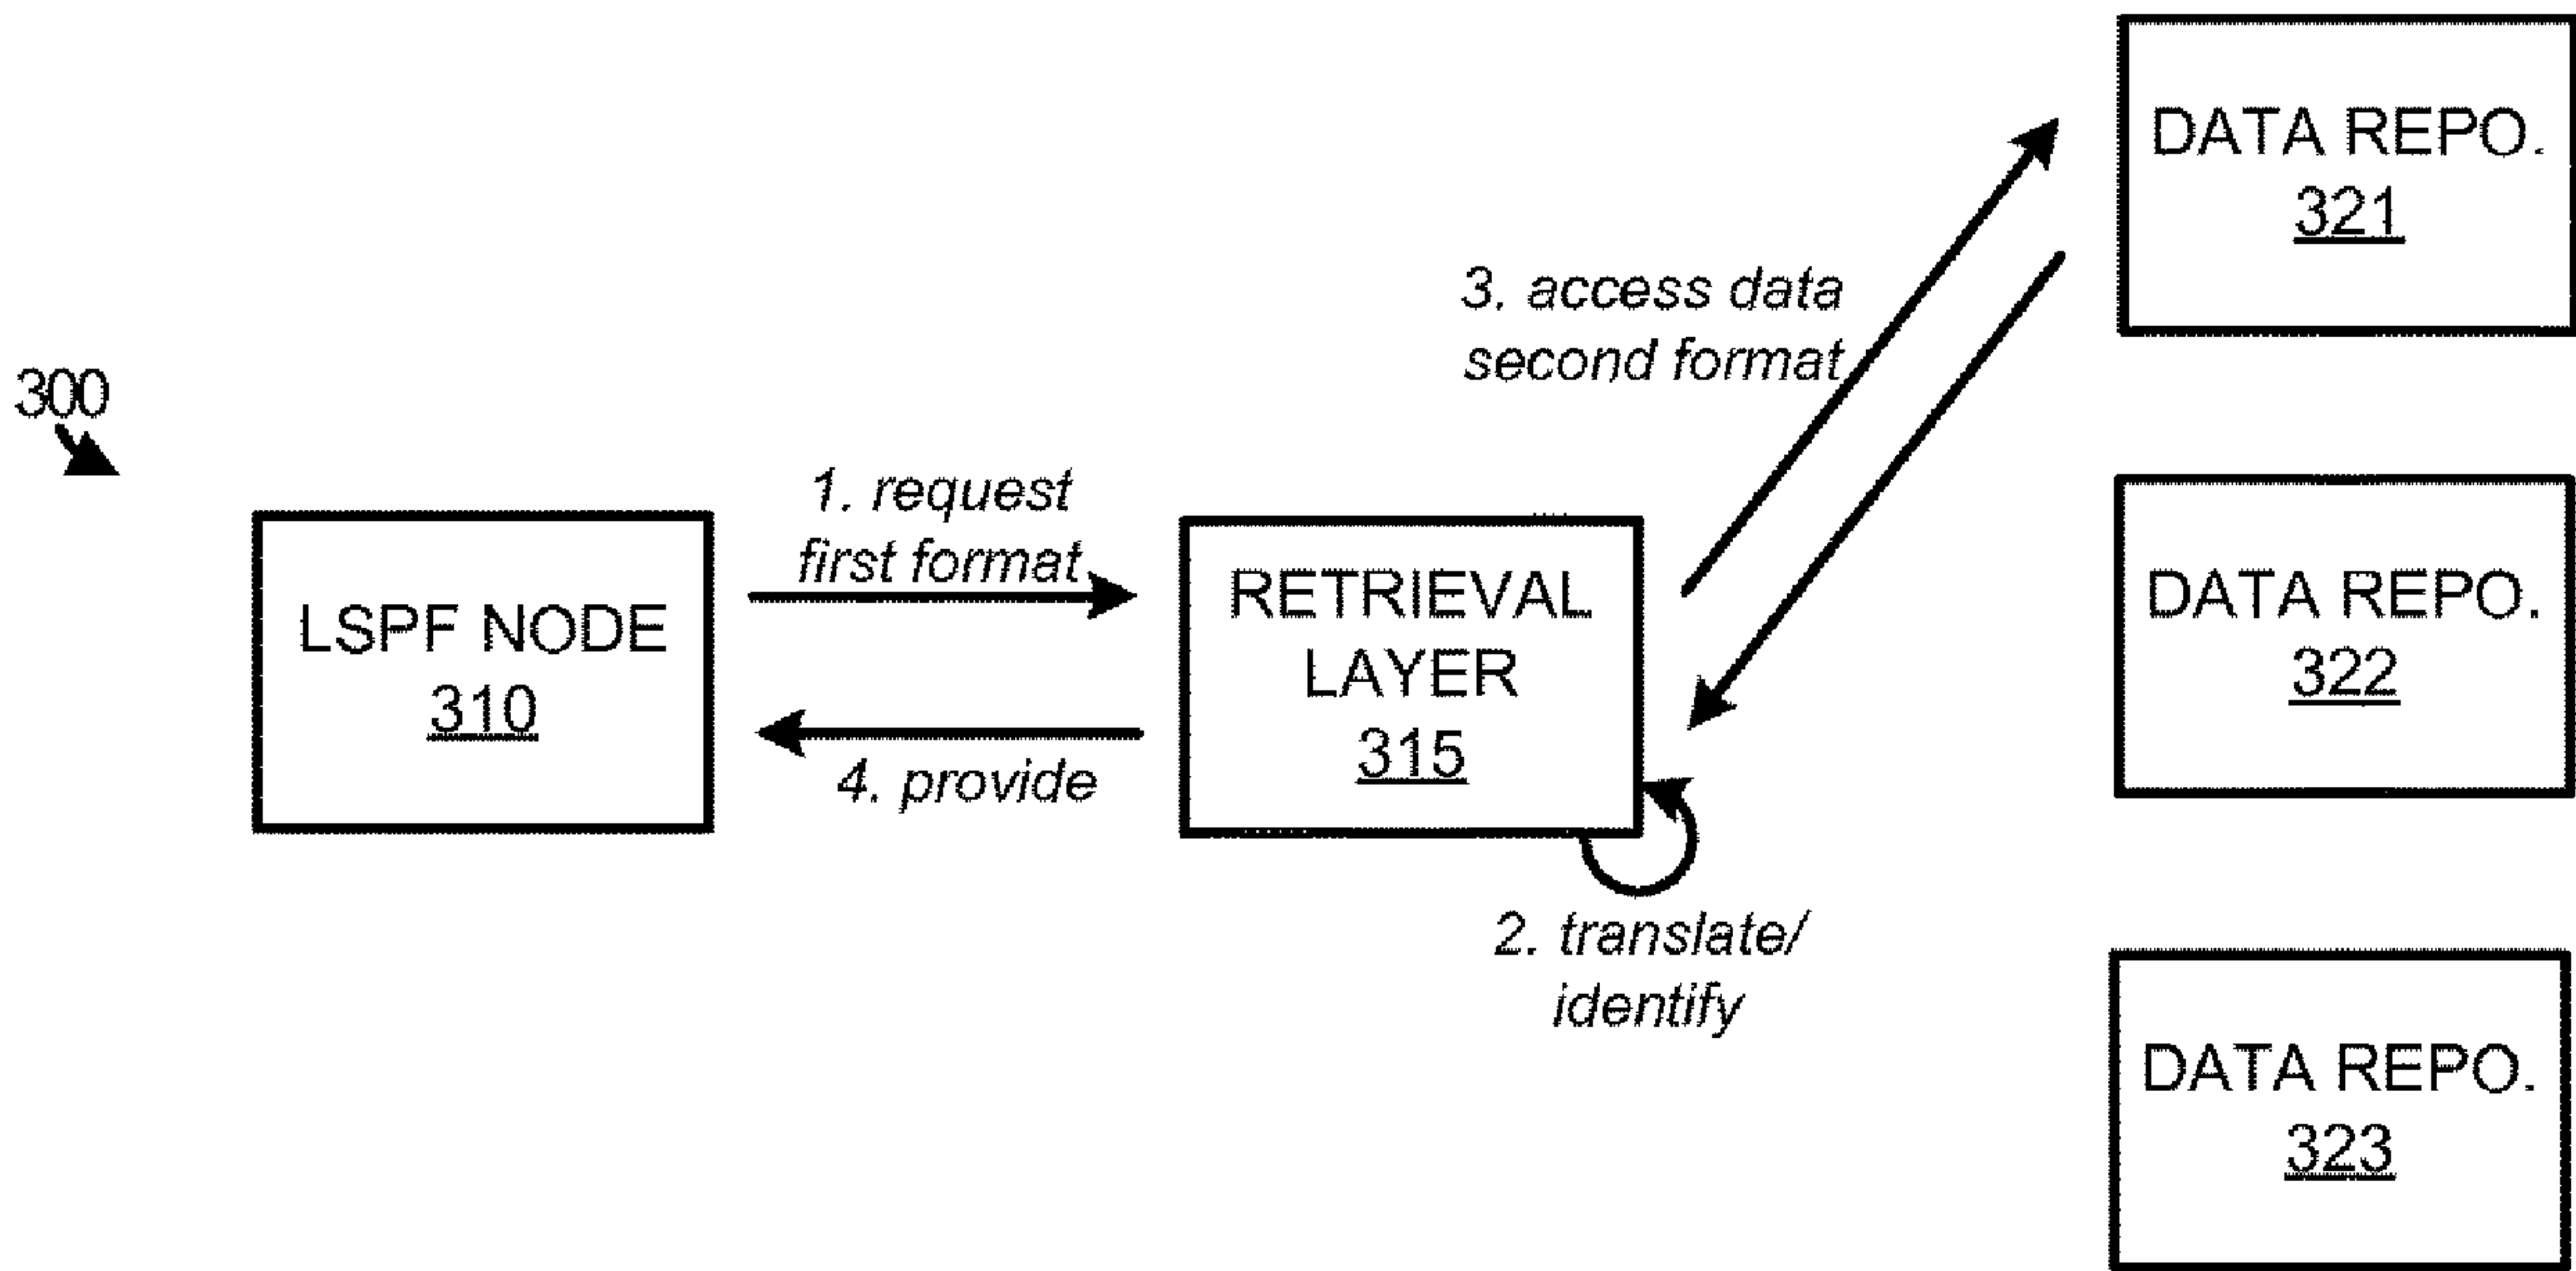 300
LSPF NODE
310
1. request
first format
4. provide
RETRIEVAL
LAYER
315
2. translate/
identify
3. access data
second format
DATA REPO.
321
DATA REPO.
322
DATA REPO.
323